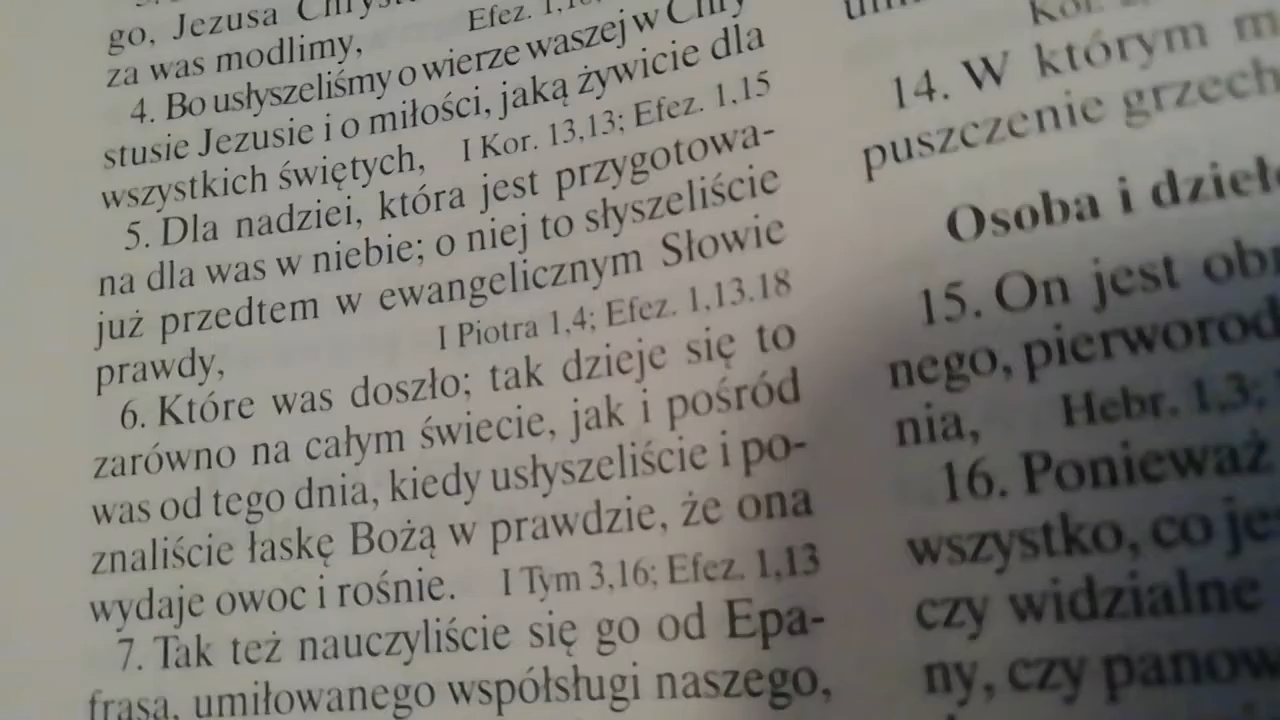 go, Jezusa
za was modlimy, Efez.
4. Bo usłyszeliśmy o wierze waszej w
stusie Jezusie i o miłości, jaką żywicie dla
wszystkich świętych, I Kor. 13,13; Efez. 1,15
5. Dla nadziei, która jest przygotowa-
na dla was w niebie; o niej to słyszeliście
już przedtem w ewangelicznym Słowie
prawdy, I Piotra 1,4; Efez. 1,13.18
6. Które was doszło; tak dzieje się to
zarówno na całym świecie, jak i pośród
was od tego dnia, kiedy usłyszeliście i po-
znaliście łaskę Bożą w prawdzie, że ona
wydaje owoc i rośnie. I Tym 3,16; Efez. 1,13
7. Tak też nauczyliście się go od Epa-
frasa, umiłowanego współsługi naszego,
14. W którym m
puszczenie grzech
Osoba i dzieł
15. On jest ob
nego, pierworod
nia, Hebr. 1,3;
16. Ponieważ
wszystko, co je
czy widzialne
ny, czy panow